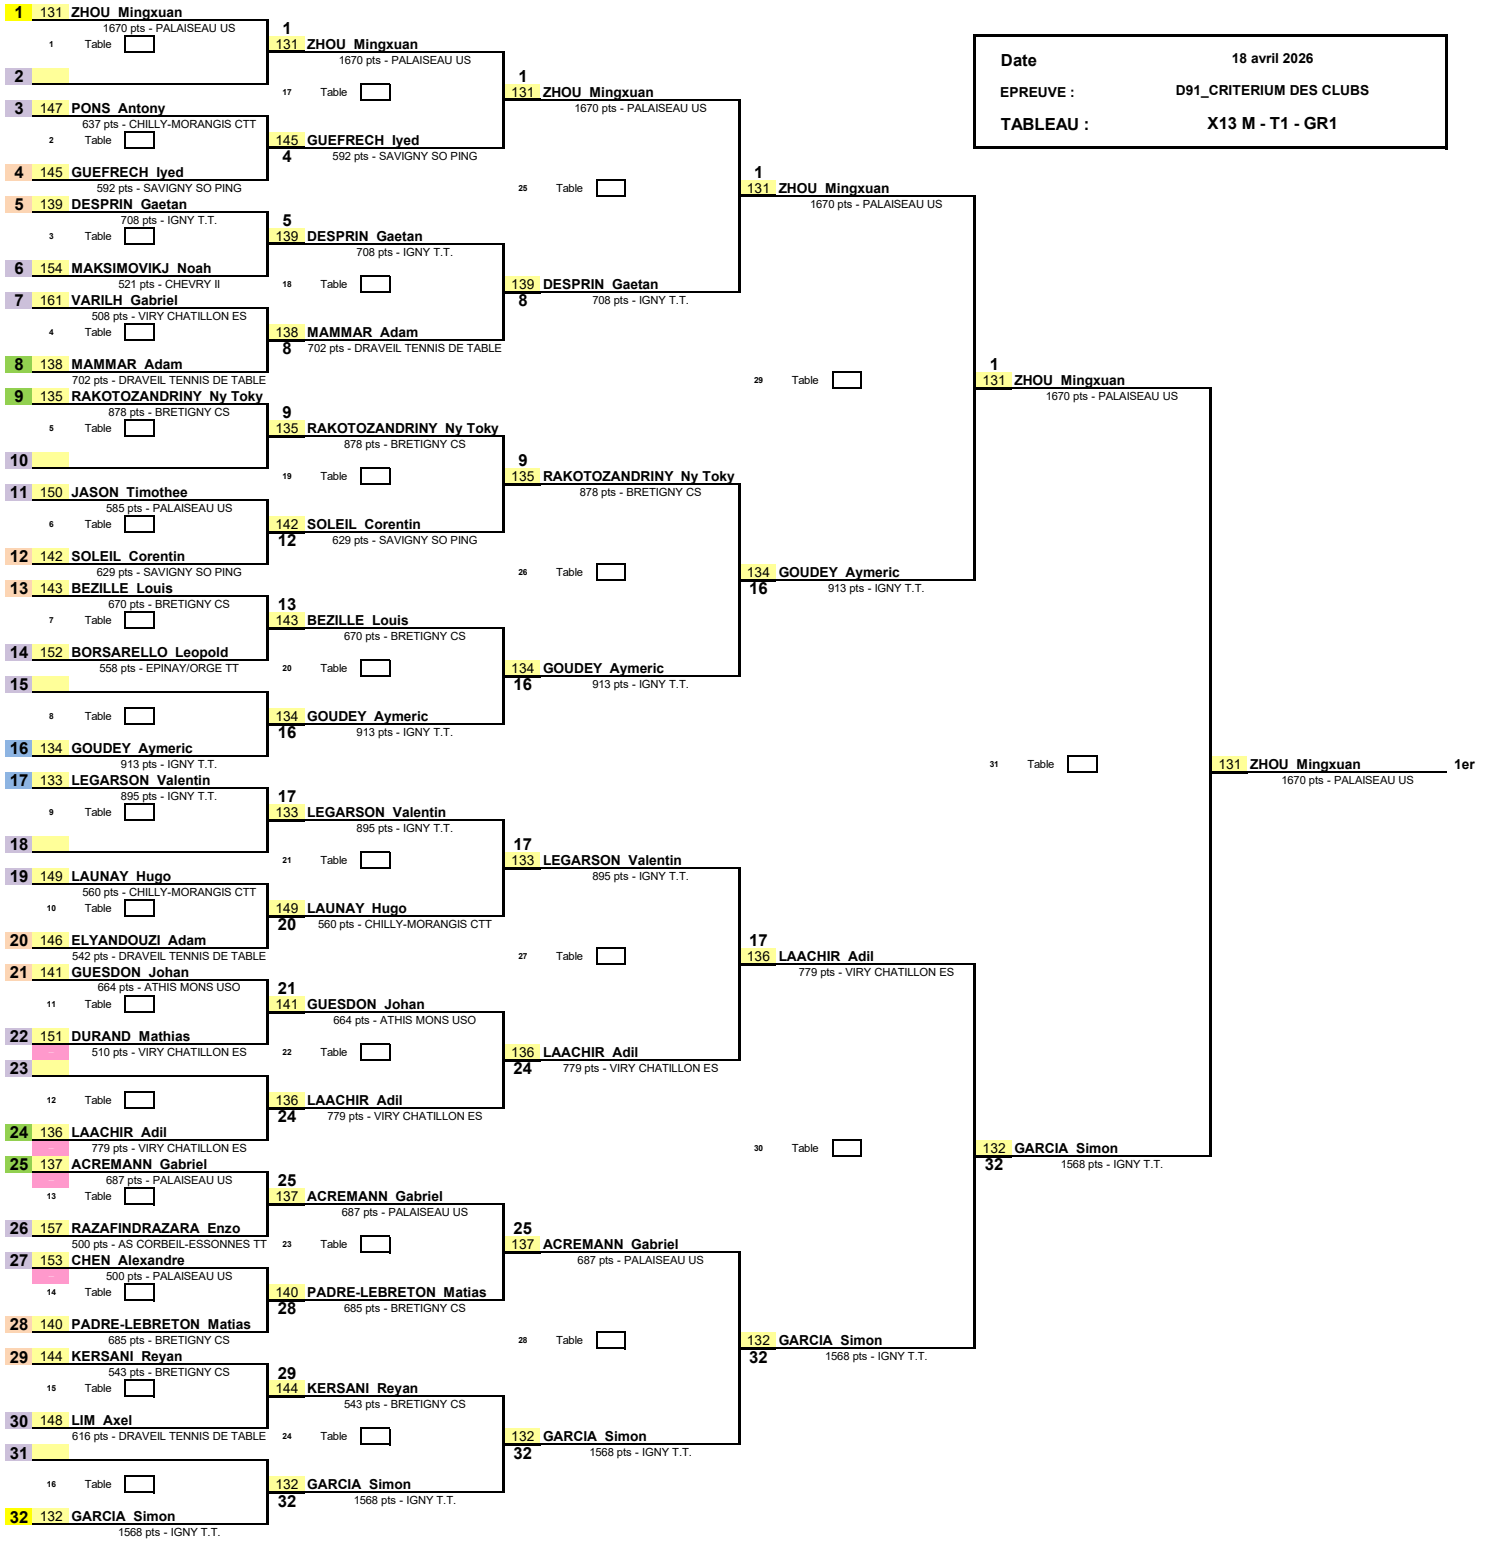 1 131 ZHOU Mingxuan
1670 pts - PALAISEAU US
1 Table
2
3 147 PONS Antony
637 pts - CHILLY-MORANGIS CTT
2 Table
4 145 GUEFRECH Iyed
592 pts - SAVIGNY SO PING
5 139 DESPRIN Gaetan
708 pts - IGNY T.T.
3 Table
6 154 MAKSIMOVIKJ Noah
521 pts - CHEVRY II
7 161 VARILH Gabriel
508 pts - VIRY CHATILLON ES
4 Table
8 138 MAMMAR Adam
702 pts - DRAVEIL TENNIS DE TABLE
9 135 RAKOTOZANDRINY Ny Toky
878 pts - BRETIGNY CS
5 Table
10
11 150 JASON Timothee
585 pts - PALAISEAU US
6 Table
12 142 SOLEIL Corentin
629 pts - SAVIGNY SO PING
13 143 BEZILLE Louis
670 pts - BRETIGNY CS
7 Table
14 152 BORSARELLO Leopold
558 pts - EPINAY/ORGE TT
15
8 Table
16 134 GOUDEY Aymeric
913 pts - IGNY T.T.
17 133 LEGARSON Valentin
895 pts - IGNY T.T.
9 Table
18
19 149 LAUNAY Hugo
560 pts - CHILLY-MORANGIS CTT
10 Table
20 146 ELYANDOUZI Adam
542 pts - DRAVEIL TENNIS DE TABLE
21 141 GUESDON Johan
664 pts - ATHIS MONS USO
11 Table
22 151 DURAND Mathias
510 pts - VIRY CHATILLON ES
23
12 Table
24 136 LAACHIR Adil
779 pts - VIRY CHATILLON ES
25 137 ACREMANN Gabriel
687 pts - PALAISEAU US
13 Table
26 157 RAZAFINDRAZARA Enzo
500 pts - AS CORBEIL-ESSONNES TT
27 153 CHEN Alexandre
500 pts - PALAISEAU US
14 Table
28 140 PADRE-LEBRETON Matias
685 pts - BRETIGNY CS
29 144 KERSANI Reyan
543 pts - BRETIGNY CS
15 Table
30 148 LIM Axel
616 pts - DRAVEIL TENNIS DE TABLE
31
16 Table
32 132 GARCIA Simon
1568 pts - IGNY T.T.
1
131 ZHOU Mingxuan
1670 pts - PALAISEAU US
17 Table
145 GUEFRECH Iyed
4 592 pts - SAVIGNY SO PING
5
139 DESPRIN Gaetan
708 pts - IGNY T.T.
18 Table
138 MAMMAR Adam
8 702 pts - DRAVEIL TENNIS DE TABLE
9
135 RAKOTOZANDRINY Ny Toky
878 pts - BRETIGNY CS
19 Table
142 SOLEIL Corentin
12 629 pts - SAVIGNY SO PING
13
143 BEZILLE Louis
670 pts - BRETIGNY CS
20 Table
134 GOUDEY Aymeric
16 913 pts - IGNY T.T.
17
133 LEGARSON Valentin
895 pts - IGNY T.T.
21 Table
149 LAUNAY Hugo
20 560 pts - CHILLY-MORANGIS CTT
21
141 GUESDON Johan
664 pts - ATHIS MONS USO
22 Table
136 LAACHIR Adil
24 779 pts - VIRY CHATILLON ES
25
137 ACREMANN Gabriel
687 pts - PALAISEAU US
23 Table
140 PADRE-LEBRETON Matias
28 685 pts - BRETIGNY CS
29
144 KERSANI Reyan
543 pts - BRETIGNY CS
24 Table
132 GARCIA Simon
32 1568 pts - IGNY T.T.
1
131 ZHOU Mingxuan
1670 pts - PALAISEAU US
25 Table
139 DESPRIN Gaetan
8 708 pts - IGNY T.T.
9
135 RAKOTOZANDRINY Ny Toky
878 pts - BRETIGNY CS
26 Table
134 GOUDEY Aymeric
16 913 pts - IGNY T.T.
17
133 LEGARSON Valentin
895 pts - IGNY T.T.
27 Table
136 LAACHIR Adil
24 779 pts - VIRY CHATILLON ES
25
137 ACREMANN Gabriel
687 pts - PALAISEAU US
28 Table
132 GARCIA Simon
32 1568 pts - IGNY T.T.
1
131 ZHOU Mingxuan
1670 pts - PALAISEAU US
29 Table
134 GOUDEY Aymeric
16 913 pts - IGNY T.T.
17
136 LAACHIR Adil
779 pts - VIRY CHATILLON ES
30 Table
132 GARCIA Simon
32 1568 pts - IGNY T.T.
Date 18 avril 2026
EPREUVE : D91_CRITERIUM DES CLUBS
TABLEAU : X13 M - T1 - GR1
1
131 ZHOU Mingxuan
1670 pts - PALAISEAU US
31 Table
132 GARCIA Simon
32 1568 pts - IGNY T.T.
131 ZHOU Mingxuan 1er
1670 pts - PALAISEAU US